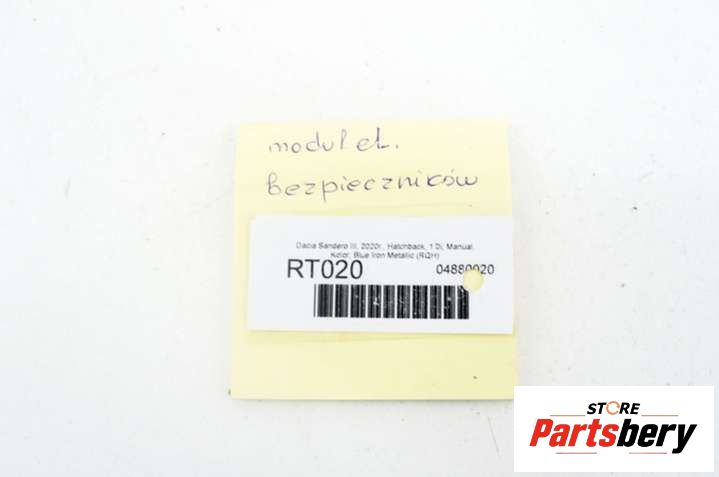 moduł el.
bezpieczników
Dacia Sandero III, 2020r., Hatchback, 1.0i, Manual,
Kolor: Blue Iron Metallic (RQH)
RT020
04880020
STORE
Partsbery